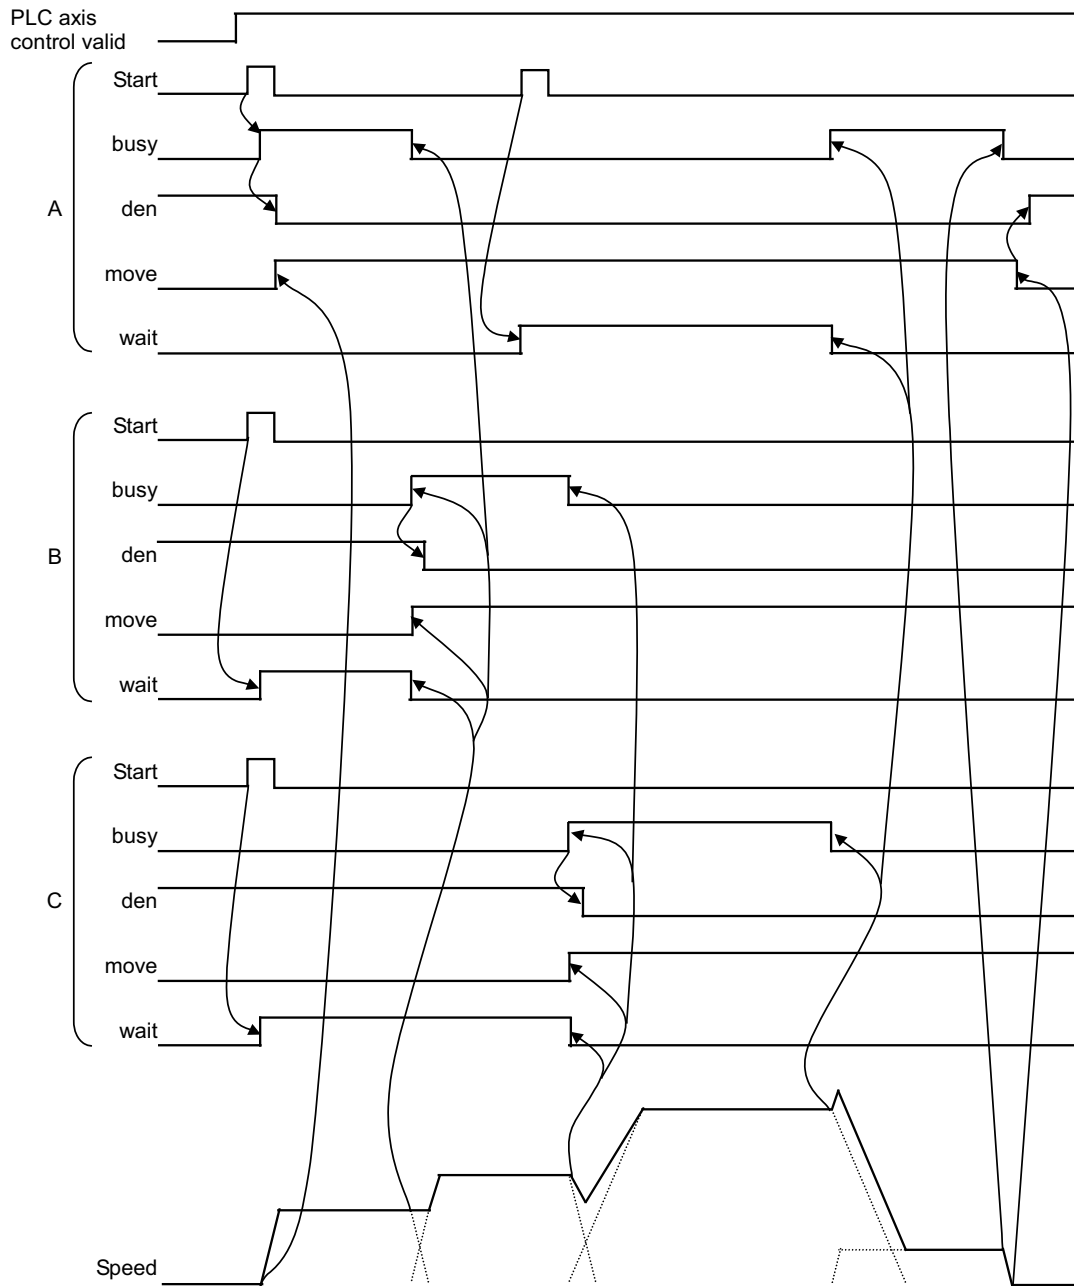 PLC axis
control valid
Start
busy
den
A
move
wait
Start
busy
den
B
move
wait
Start
busy
den
C
move
wait
Speed